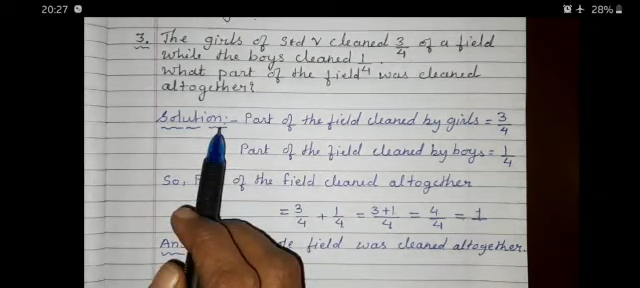 20:27 28%
3. The girls of Std V cleaned 3/4 of a field
while the boys cleaned 1/4.
What part of the field was cleaned
altogether?
Solution:- Part of the field cleaned by girls = 3/4
Part of the field cleaned by boys = 1/4
So, of the field cleaned altogether
= 3/4 + 1/4 = 3+1/4 = 4/4 = 1
An field was cleaned altogether.